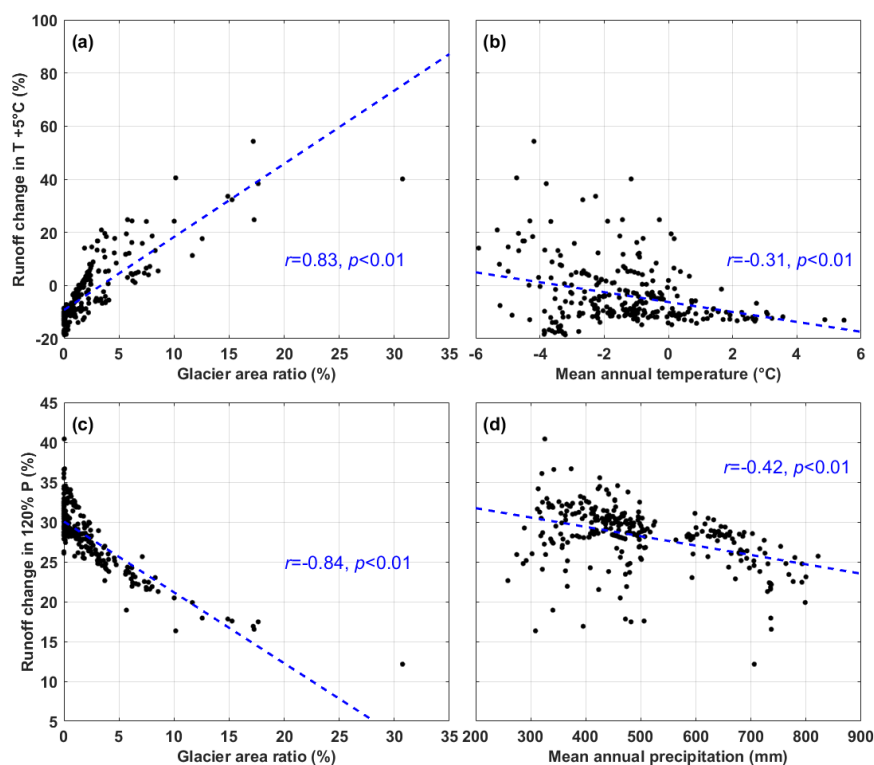 100
80
60
40
20
0
-20
Runoff change in T +5°C (%)
(a)
r=0.83, p<0.01
0 5 10 15 20 25 30 35
Glacier area ratio (%)
(b)
r=-0.31, p<0.01
-6 -4 -2 0 2 4 6
Mean annual temperature (°C)
45
40
35
30
25
20
15
10
5
Runoff change in 120% P (%)
(c)
r=-0.84, p<0.01
0 5 10 15 20 25 30 35
Glacier area ratio (%)
(d)
r=-0.42, p<0.01
200 300 400 500 600 700 800 900
Mean annual precipitation (mm)